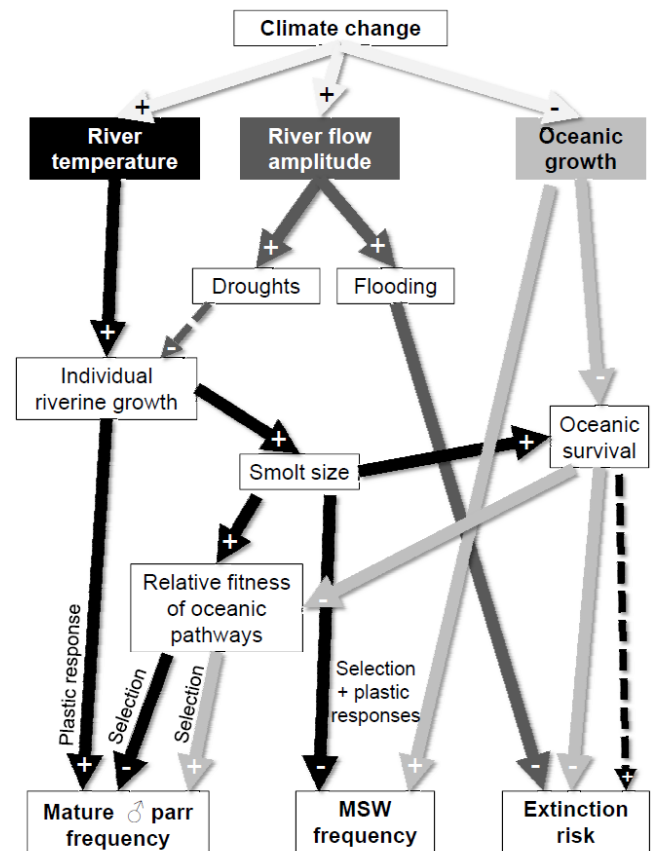 Climate change
+
+
-
River
temperature
River flow
amplitude
Oceanic
growth
+
+
Droughts
Flooding
+
-
-
Individual
riverine growth
Oceanic
survival
+
+
Smolt size
+
Relative fitness
of oceanic
pathways
-
Plastic response
Selection
Selection
Selection
+ plastic
responses
+
-
+
-
+
-
-
+
Mature ♂ parr
frequency
MSW
frequency
Extinction
risk